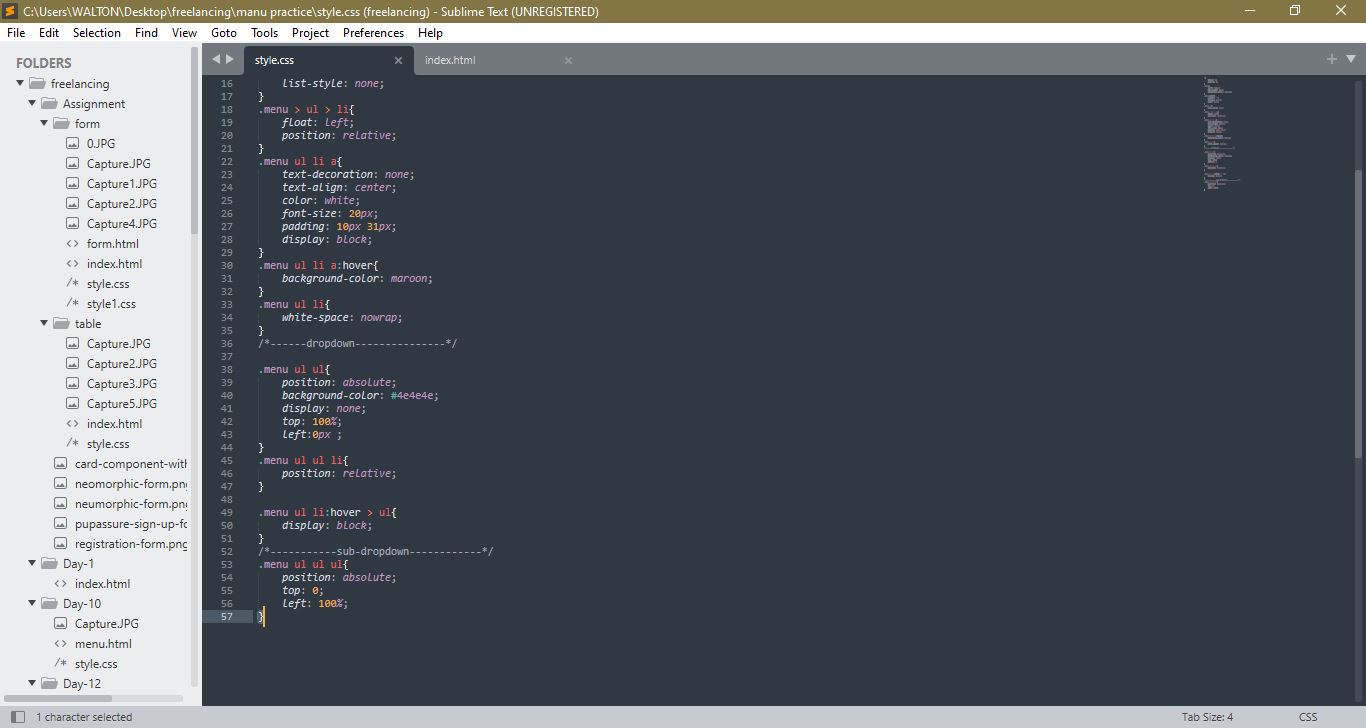 C:\Users\WALTON\Desktop\freelancing\manu practice\style.css (freelancing) - Sublime Text (UNREGISTERED)
File Edit Selection Find View Goto Tools Project Preferences Help
FOLDERS
freelancing
Assignment
form
0.JPG
Capture.JPG
Capture1.JPG
Capture2.JPG
Capture4.JPG
<> form.html
<> index.html
/* style.css
/* style1.css
table
Capture.JPG
Capture2.JPG
Capture3.JPG
Capture5.JPG
<> index.html
/* style.css
card-component-with
neomorphic-form.png
neumorphic-form.png
pupassure-sign-up-fo
registration-form.png
Day-1
<> index.html
Day-10
Capture.JPG
<> menu.html
/* style.css
Day-12
style.css × index.html ×
16 list-style: none;
17 }
18 .menu > ul > li{
19 float: left;
20 position: relative;
21 }
22 .menu ul li a{
23 text-decoration: none;
24 text-align: center;
25 color: white;
26 font-size: 20px;
27 padding: 10px 31px;
28 display: block;
29 }
30 .menu ul li a:hover{
31 background-color: maroon;
32 }
33 .menu ul li{
34 white-space: nowrap;
35 }
36 /*------dropdown---------------*/
37
38 .menu ul ul{
39 position: absolute;
40 background-color: #4e4e4e;
41 display: none;
42 top: 100%;
43 left:0px ;
44 }
45 .menu ul ul li{
46 position: relative;
47 }
48
49 .menu ul li:hover > ul{
50 display: block;
51 }
52 /*-----------sub-dropdown------------*/
53 .menu ul ul ul{
54 position: absolute;
55 top: 0;
56 left: 100%;
57 }
1 character selected Tab Size: 4 CSS